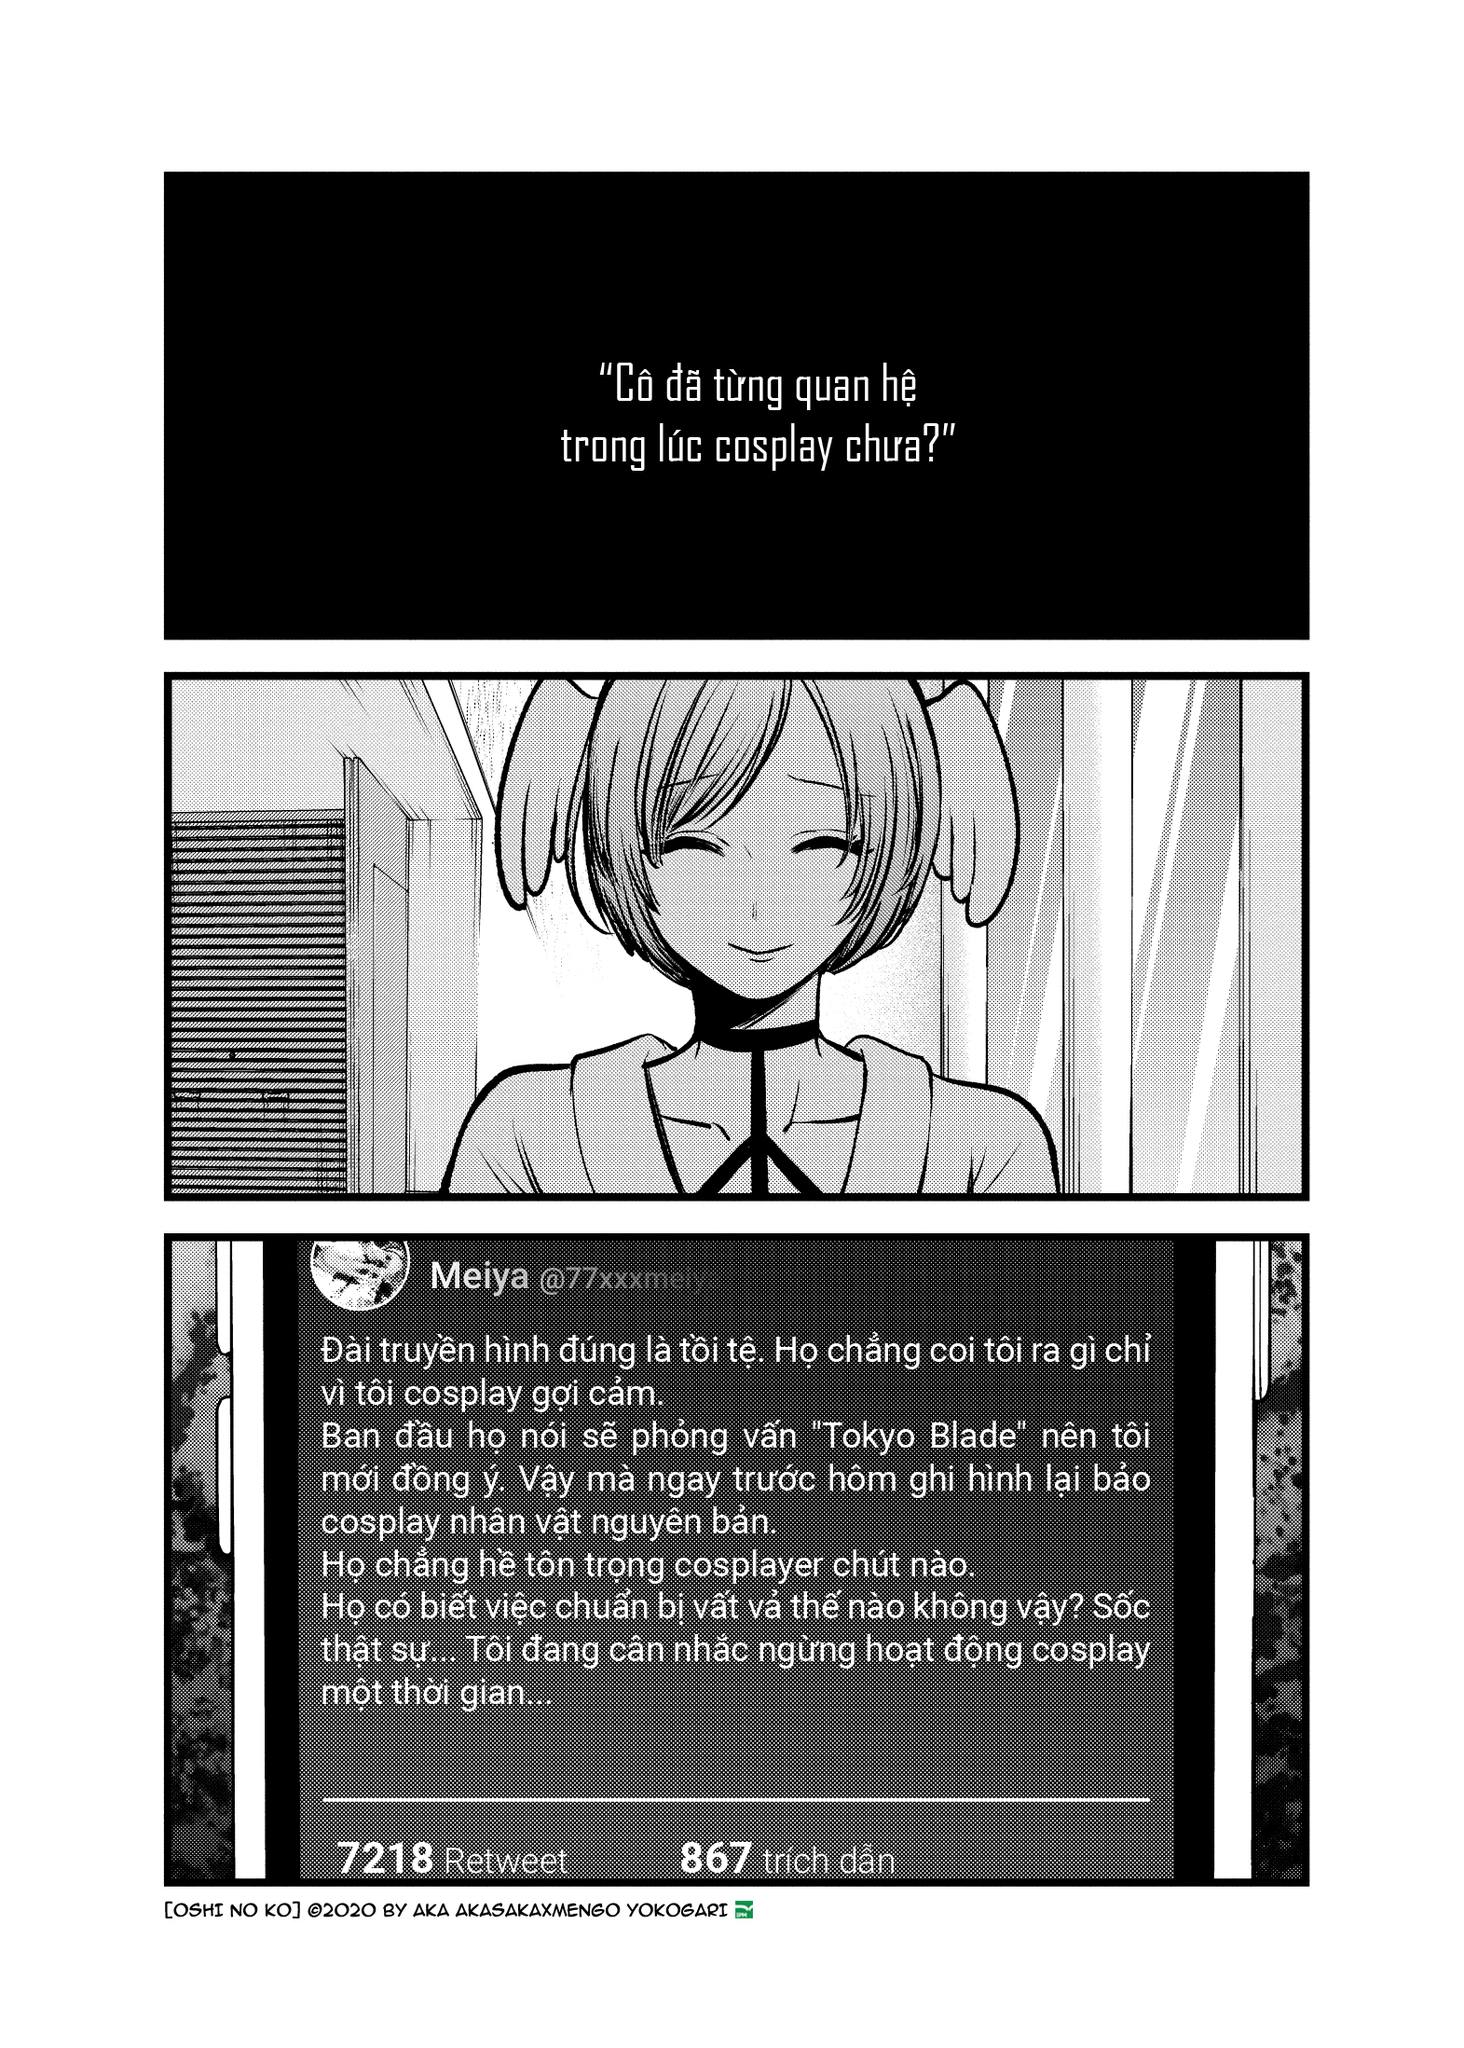 “Cô đã từng quan hệ
trong lúc cosplay chưa?”
Meiya @77xxxmely
Đài truyền hình đúng là tồi tệ. Họ chẳng coi tôi ra gì chỉ
vì tôi cosplay gợi cảm.
Ban đầu họ nói sẽ phỏng vấn "Tokyo Blade" nên tôi
mới đồng ý. Vậy mà ngay trước hôm ghi hình lại bảo
cosplay nhân vật nguyên bản.
Họ chẳng hề tôn trọng cosplayer chút nào.
Họ có biết việc chuẩn bị vất vả thế nào không vậy? Sốc
thật sự... Tôi đang cân nhắc ngừng hoạt động cosplay
một thời gian...
7218 Retweet 867 trích dẫn
[OSHI NO KO] ©2020 BY AKA AKASAKAXMENGO YOKOGARI IPM